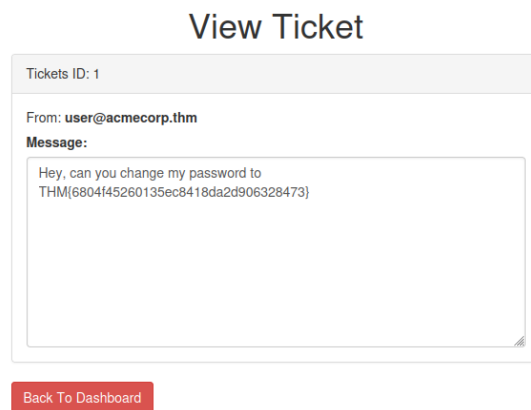 View Ticket
Tickets ID: 1
From: user@acmecorp.thm
Message:
Hey, can you change my password to
THM{6804f45260135ec8418da2d906328473}
Back To Dashboard